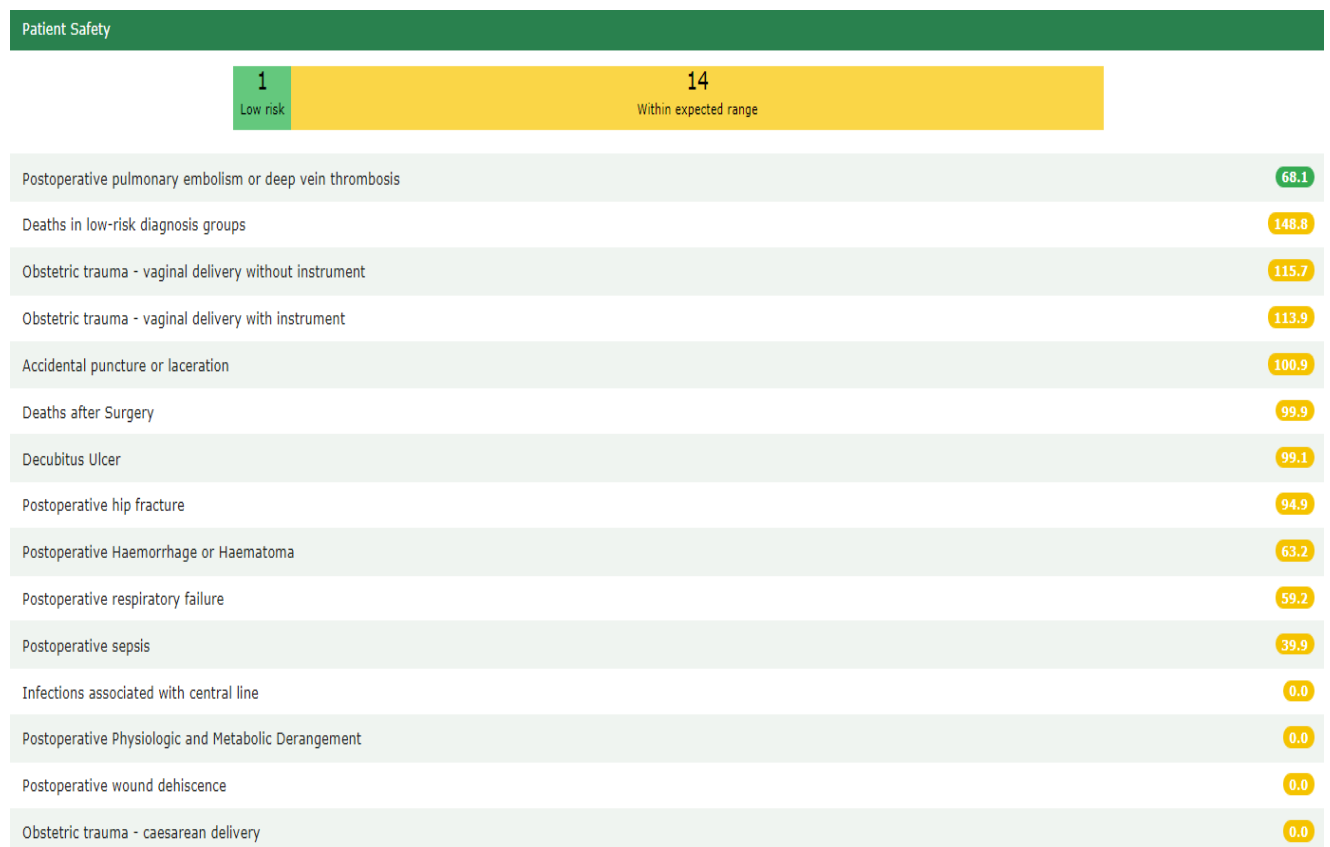 Patient Safety
1 14
Low risk Within expected range
Postoperative pulmonary embolism or deep vein thrombosis 68.1
Deaths in low-risk diagnosis groups 148.8
Obstetric trauma - vaginal delivery without instrument 115.7
Obstetric trauma - vaginal delivery with instrument 113.9
Accidental puncture or laceration 100.9
Deaths after Surgery 99.9
Decubitus Ulcer 99.1
Postoperative hip fracture 94.9
Postoperative Haemorrhage or Haematoma 63.2
Postoperative respiratory failure 59.2
Postoperative sepsis 39.9
Infections associated with central line 0.0
Postoperative Physiologic and Metabolic Derangement 0.0
Postoperative wound dehiscence 0.0
Obstetric trauma - caesarean delivery 0.0